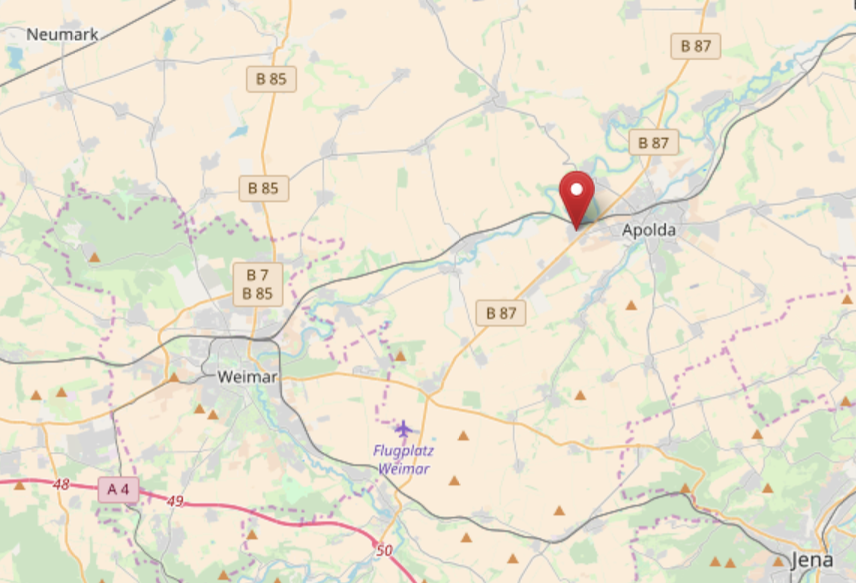 Neumark
B 87
B 85
B 87
B 85
Apolda
B 7
B 85
B 87
Weimar
Flugplatz
Weimar
48
A 4
49
50
Jena